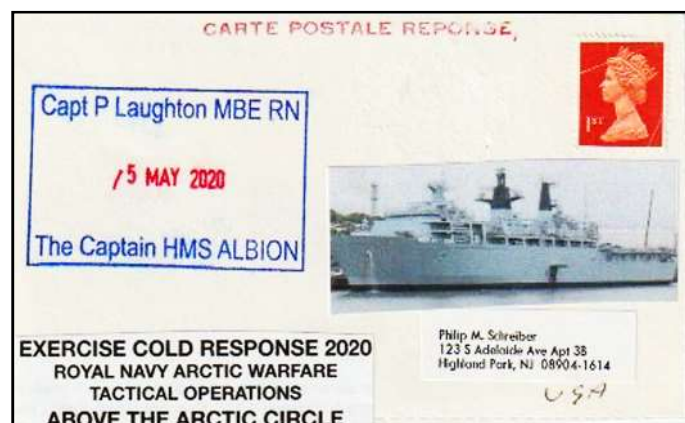 CARTE POSTALE REPONSE,
1ST
Capt P Laughton MBE RN
15 MAY 2020
The Captain HMS ALBION
Philip M. Schreiber
123 S Adelaide Ave Apt 3B
Highland Park, NJ 08904-1614
USA
EXERCISE COLD RESPONSE 2020
ROYAL NAVY ARCTIC WARFARE
TACTICAL OPERATIONS
ABOVE THE ARCTIC CIRCLE